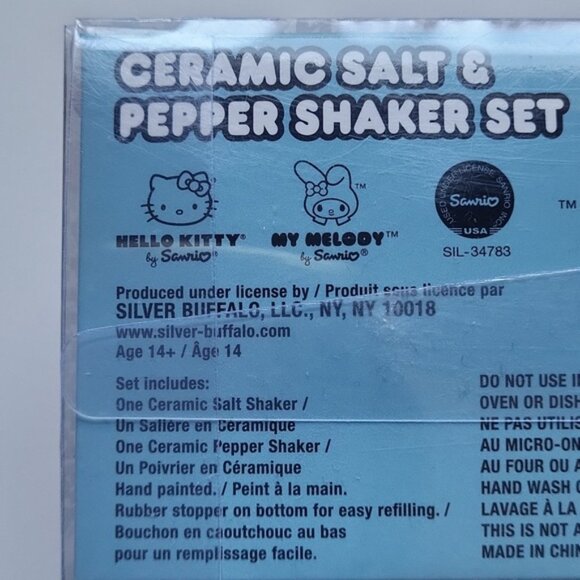 CERAMIC SALT &
PEPPER SHAKER SET
HELLO KITTY®
by Sanrio®
MY MELODY™
by Sanrio®
USED UNDER LICENSE SANRIO INC.
Sanrio
USA
SIL-34783
TM
Produced under license by / Produit sous licence par
SILVER BUFFALO, LLC., NY, NY 10018
www.silver-buffalo.com
Age 14+ / Âge 14
Set includes:
One Ceramic Salt Shaker /
Un Salière en Céramique
One Ceramic Pepper Shaker /
Un Poivrier en Céramique
Hand painted. / Peint à la main.
Rubber stopper on bottom for easy refilling. /
Bouchon en caoutchouc au bas
pour un remplissage facile.
DO NOT USE I
OVEN OR DISH
NE PAS UTILIS
AU MICRO-ON
AU FOUR OU A
HAND WASH O
LAVAGE À LA
THIS IS NOT A
MADE IN CHIN